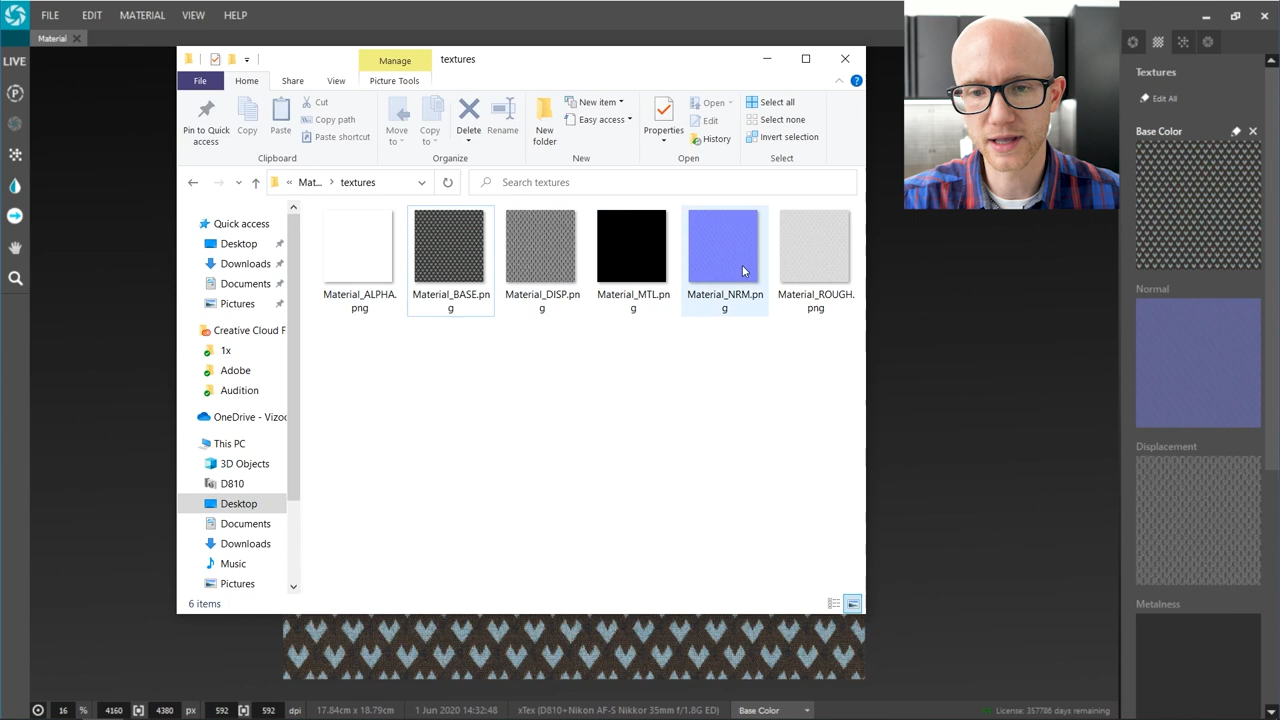 FILE EDIT MATERIAL VIEW HELP
Material
LIVE
Manage textures
File Home Share View Picture Tools
Pin to Quick access
Copy
Paste
Cut
Copy path
Paste shortcut
Clipboard
Move to
Copy to
Delete
Rename
Organize
New folder
New item
Easy access
New
Properties
Open
Edit
History
Open
Select all
Select none
Invert selection
Select
« Mat... > textures
Search textures
Quick access
Desktop
Downloads
Documents
Pictures
Creative Cloud F
1x
Adobe
Audition
OneDrive - Vizoo
This PC
3D Objects
D810
Desktop
Documents
Downloads
Music
Pictures
Material_ALPHA.png
Material_BASE.png
Material_DISP.png
Material_MTL.png
Material_NRM.png
Material_ROUGH.png
6 items
Textures
Edit All
Base Color
Normal
Displacement
Metalness
16 % 4160 4380 px 592 592 dpi 17.84cm x 18.79cm 1 Jun 2020 14:32:48 xTex (D810+Nikon AF-S Nikkor 35mm f/1.8G ED) Base Color License: 357786 days remaining